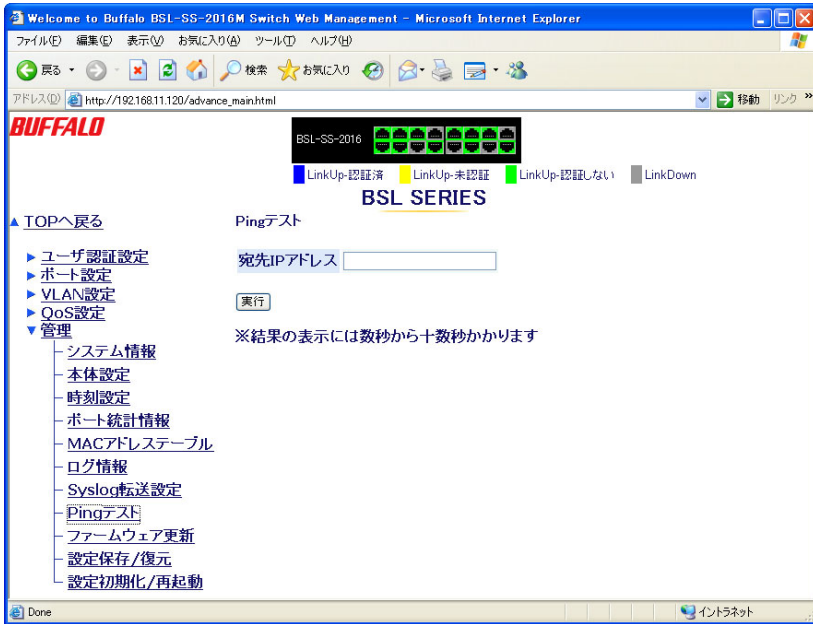 Welcome to Buffalo BSL-SS-2016M Switch Web Management - Microsoft Internet Explorer
ファイル(F) 編集(E) 表示(V) お気に入り(A) ツール(T) ヘルプ(H)
戻る 検索 お気に入り
アドレス(D) http://192.168.11.120/advance_main.html 移動 リンク »
BUFFALO
BSL-SS-2016
LinkUp-認証済 LinkUp-未認証 LinkUp-認証しない LinkDown
BSL SERIES
TOPへ戻る
Pingテスト
ユーザ認証設定
ポート設定
VLAN設定
QoS設定
管理
システム情報
本体設定
時刻設定
ポート統計情報
MACアドレステーブル
ログ情報
Syslog転送設定
Pingテスト
ファームウェア更新
設定保存/復元
設定初期化/再起動
宛先IPアドレス
実行
※結果の表示には数秒から十数秒かかります
Done イントラネット